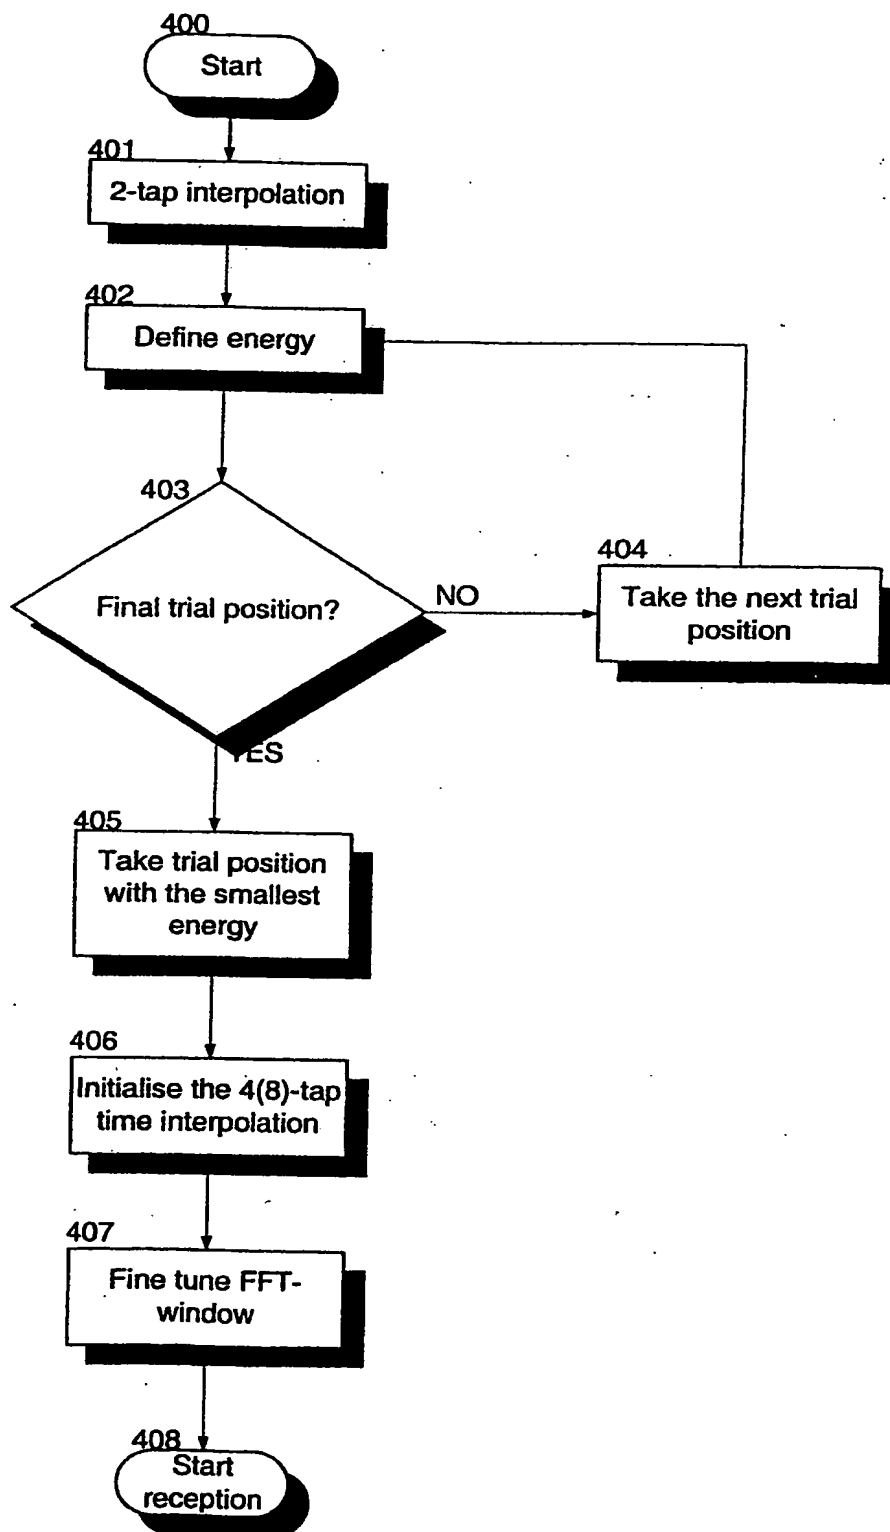 400
Start
401
2-tap interpolation
402
Define energy
403
Final trial position?
NO
404
Take the next trial
position
YES
405
Take trial position
with the smallest
energy
406
Initialise the 4(8)-tap
time interpolation
407
Fine tune FFT-
window
408
Start
reception